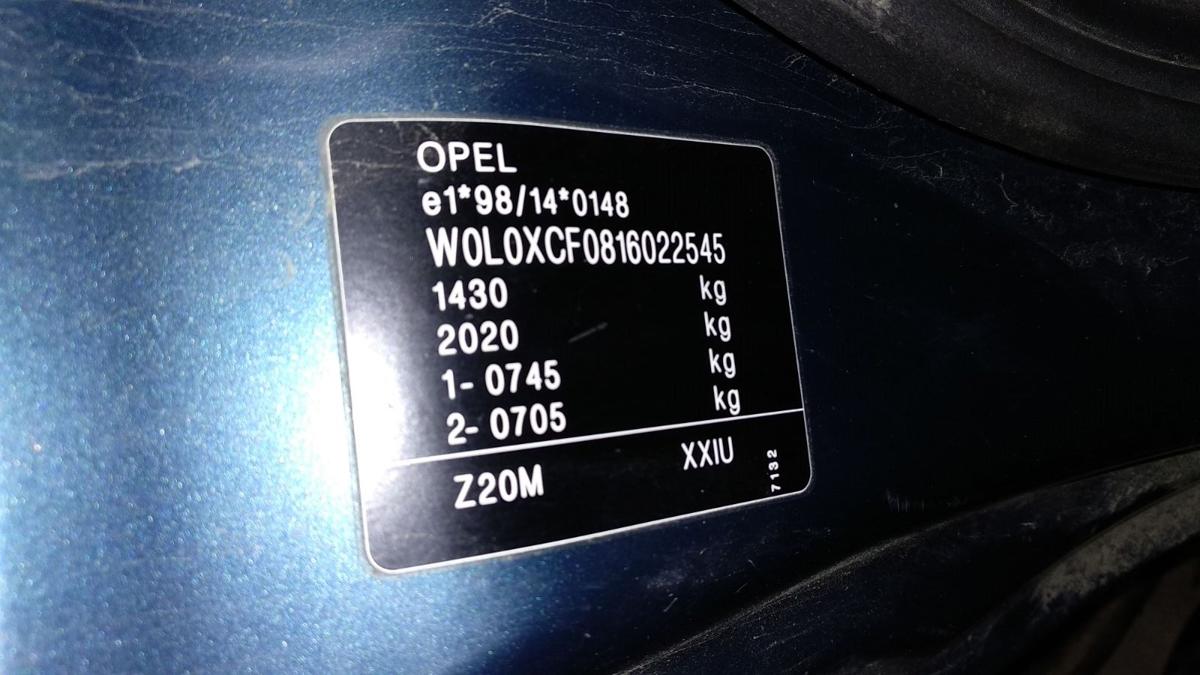 OPEL
e1*98/14*0148
W0L0XCF0816022545
1430 kg
2020 kg
1- 0745 kg
2- 0705 kg
Z20M XXIU
7132